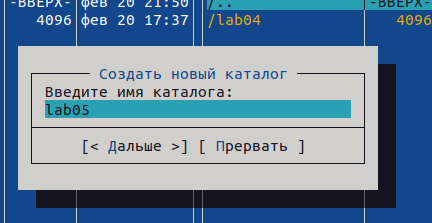 -ВВЕРХ- фев 20 21:50 /.. -ВВЕРХ-
4096 фев 20 17:37 /lab04 4096
Создать новый каталог
Введите имя каталога:
lab05
[< Дальше >] [ Прервать ]